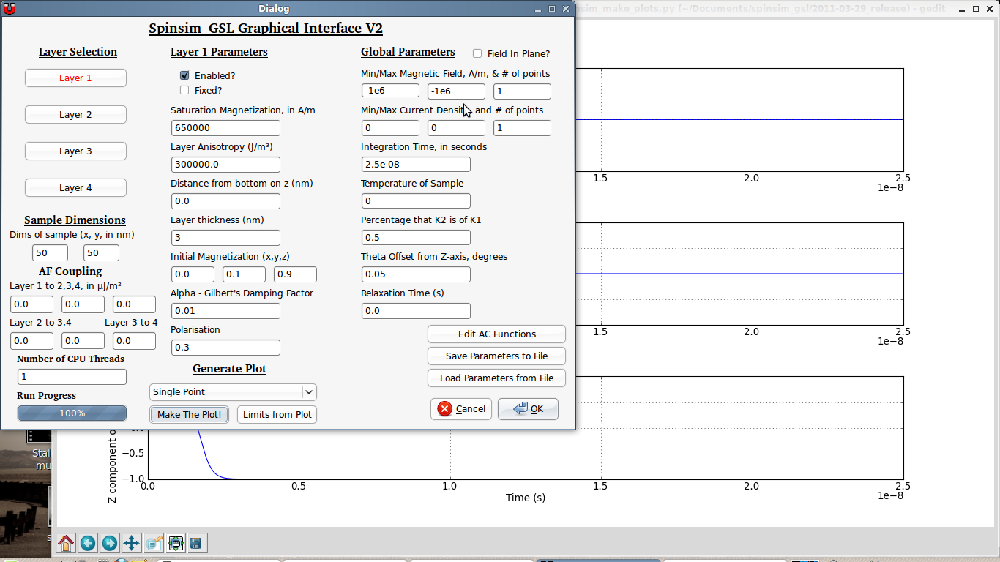 Dialog
sim_make_plots.py (~/Documents/spinsim_gsl/2011-03-29_release) - gedit
Spinsim_GSL Graphical Interface V2
Layer Selection
Layer 1
Layer 2
Layer 3
Layer 4
Sample Dimensions
Dims of sample (x, y, in nm)
50 50
AF Coupling
Layer 1 to 2,3,4, in μJ/m²
0.0 0.0 0.0
Layer 2 to 3,4 Layer 3 to 4
0.0 0.0 0.0
Number of CPU Threads
1
Run Progress
100%
Layer 1 Parameters
Enabled?
Fixed?
Saturation Magnetization, in A/m
650000
Layer Anisotropy (J/m³)
300000.0
Distance from bottom on z (nm)
0.0
Layer thickness (nm)
3
Initial Magnetization (x,y,z)
0.0 0.1 0.9
Alpha - Gilbert's Damping Factor
0.01
Polarisation
0.3
Generate Plot
Single Point
Make The Plot!
Limits from Plot
Global Parameters
Field In Plane?
Min/Max Magnetic Field, A/m, & # of points
-1e6 -1e6 1
Min/Max Current Density and # of points
0 0 1
Integration Time, in seconds
2.5e-08
Temperature of Sample
0
Percentage that K2 is of K1
0.5
Theta Offset from Z-axis, degrees
0.05
Relaxation Time (s)
0.0
Edit AC Functions
Save Parameters to File
Load Parameters from File
Cancel
OK
1.5 2.0 2.5
1e−8
1.5 2.0 2.5
1e−8
Z component o
−0.5
−1.0
0.0 0.5 1.0 1.5 2.0 2.5
1e−8
Time (s)
Stal
mu
s